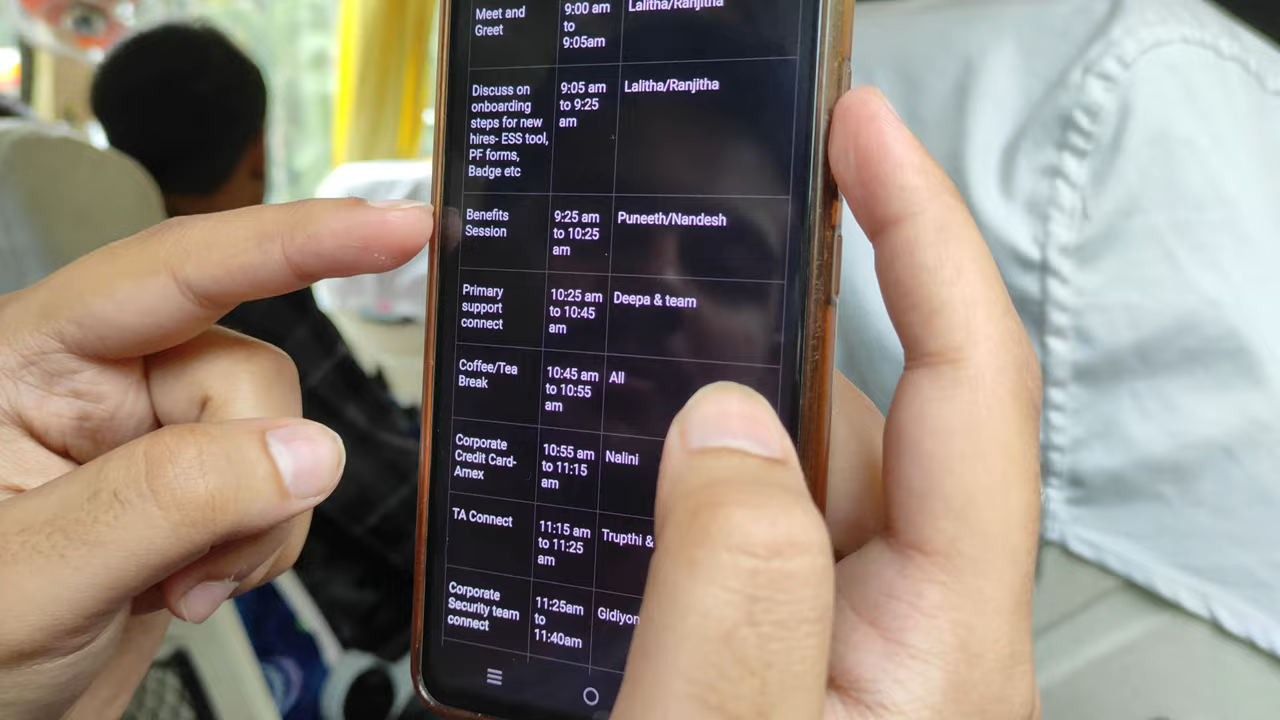 Meet and
Greet
9:00 am
to
9:05am
Lalitha/Ranjitha
Discuss on
onboarding
steps for new
hires- ESS tool,
PF forms,
Badge etc
9:05 am
to 9:25
am
Lalitha/Ranjitha
Benefits
Session
9:25 am
to 10:25
am
Puneeth/Nandesh
Primary
support
connect
10:25 am
to 10:45
am
Deepa & team
Coffee/Tea
Break
10:45 am
to 10:55
am
All
Corporate
Credit Card-
Amex
10:55 am
to 11:15
am
Nalini
TA Connect
11:15 am
to 11:25
am
Trupthi &
Corporate
Security team
connect
11:25am
to
11:40am
Gidiyon